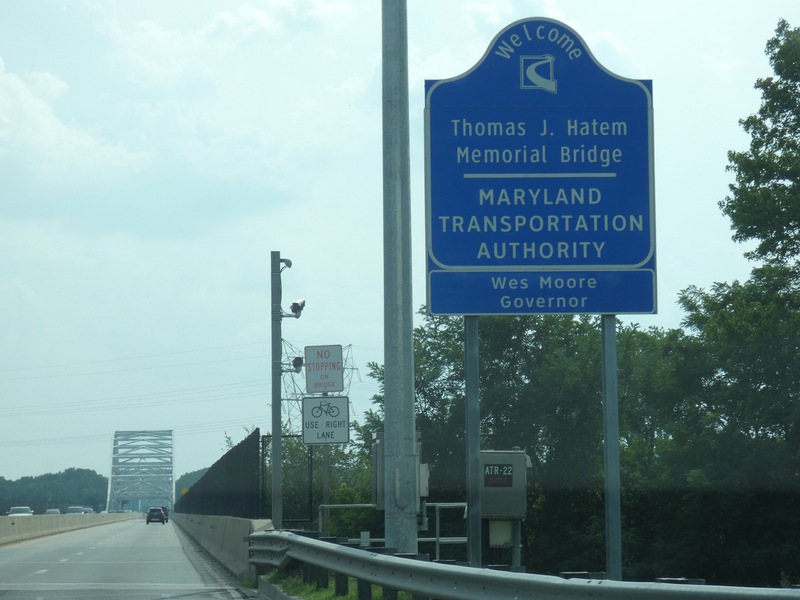 Welcome
Thomas J. Hatem
Memorial Bridge
MARYLAND
TRANSPORTATION
AUTHORITY
Wes Moore
Governor
NO
STOPPING
ON
BRIDGE
USE RIGHT
LANE
ATR-22